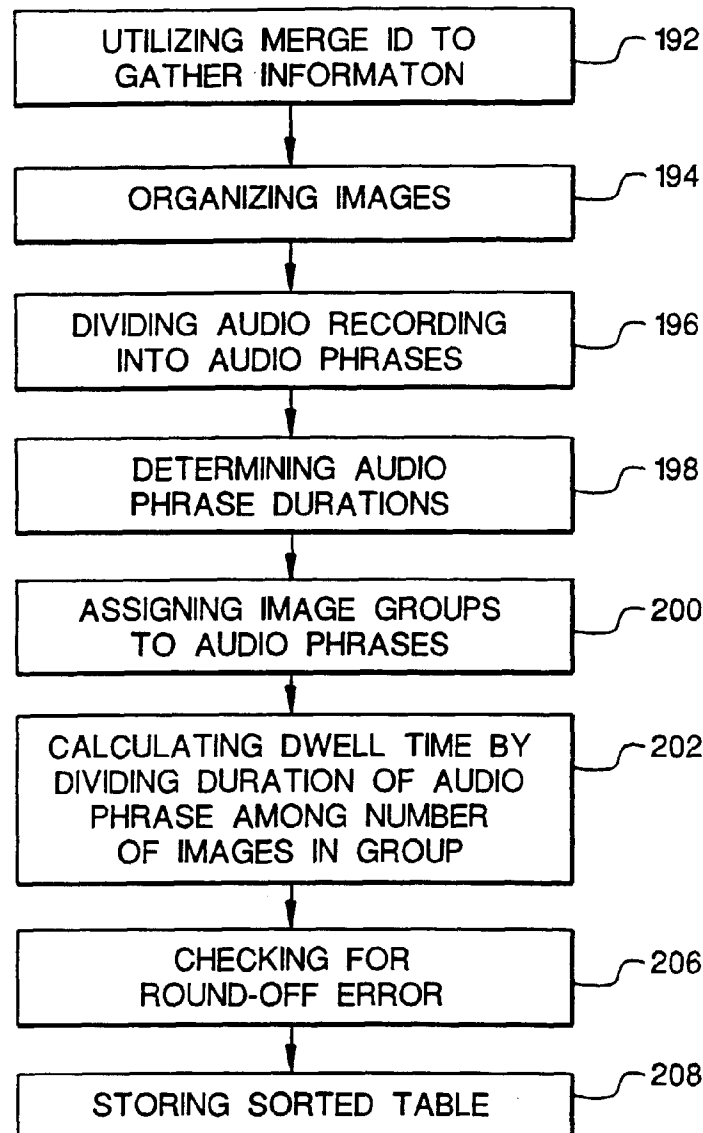 UTILIZING MERGE ID TO
GATHER INFORMATON
192
ORGANIZING IMAGES
194
DIVIDING AUDIO RECORDING
INTO AUDIO PHRASES
196
DETERMINING AUDIO
PHRASE DURATIONS
198
ASSIGNING IMAGE GROUPS
TO AUDIO PHRASES
200
CALCULATING DWELL TIME BY
DIVIDING DURATION OF AUDIO
PHRASE AMONG NUMBER
OF IMAGES IN GROUP
202
CHECKING FOR
ROUND-OFF ERROR
206
STORING SORTED TABLE
208